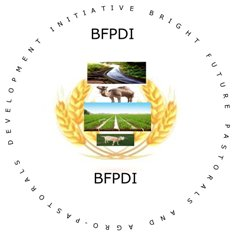 BRIGHT FUTURE PASTORALS AND AGRO-PASTORALS DEVELOPMENT INITIATIVE
BFPDI
BFPDI